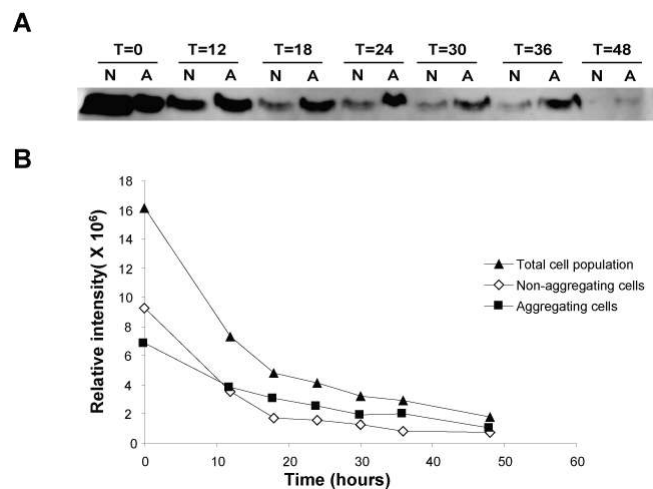 A
T=0 T=12 T=18 T=24 T=30 T=36 T=48
N A N A N A N A N A N A N A
B
18
16
14
12
10
8
6
4
2
0
Relative intensity( X 10⁶)
Total cell population
Non-aggregating cells
Aggregating cells
0 10 20 30 40 50 60
Time (hours)